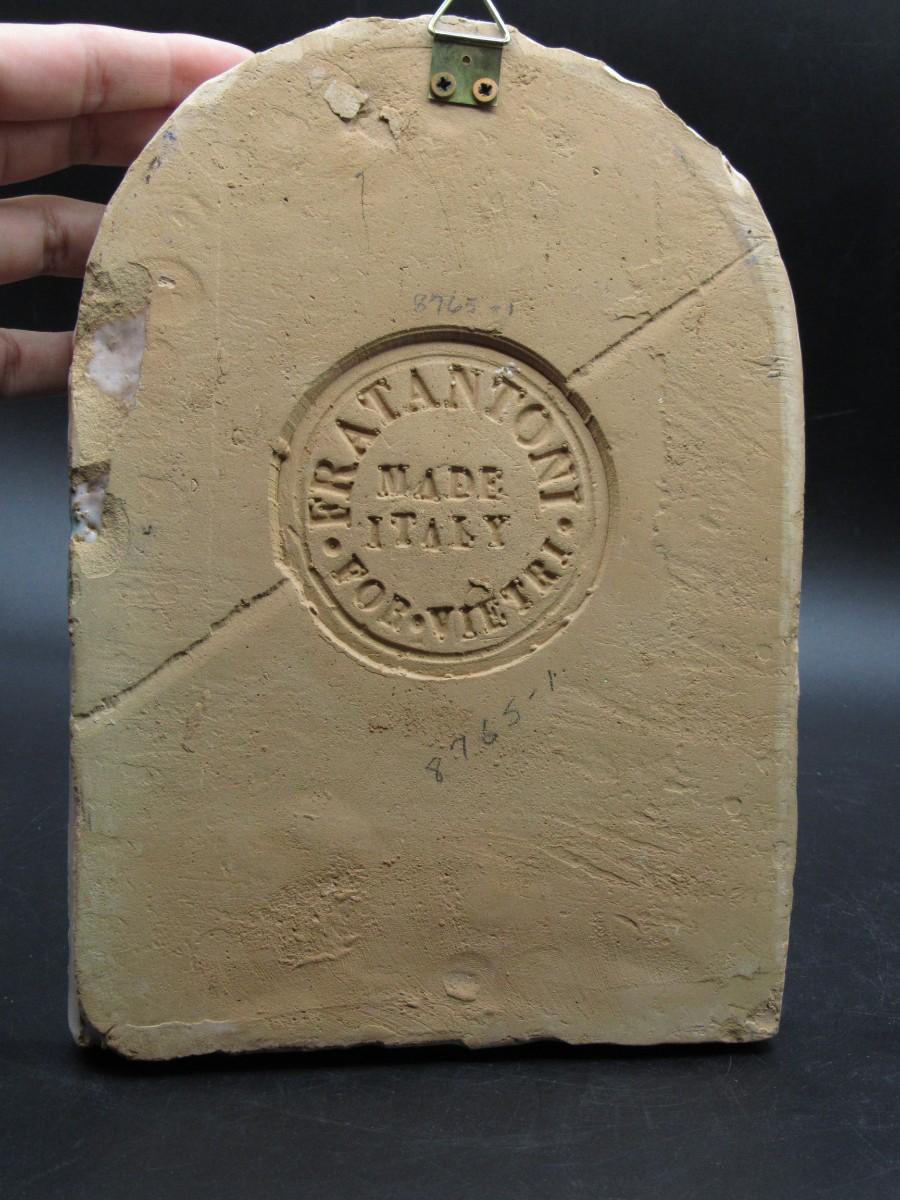 8765-1
FRATANTONI
MADE
ITALY
• FOR • VIETRI •
8765-1